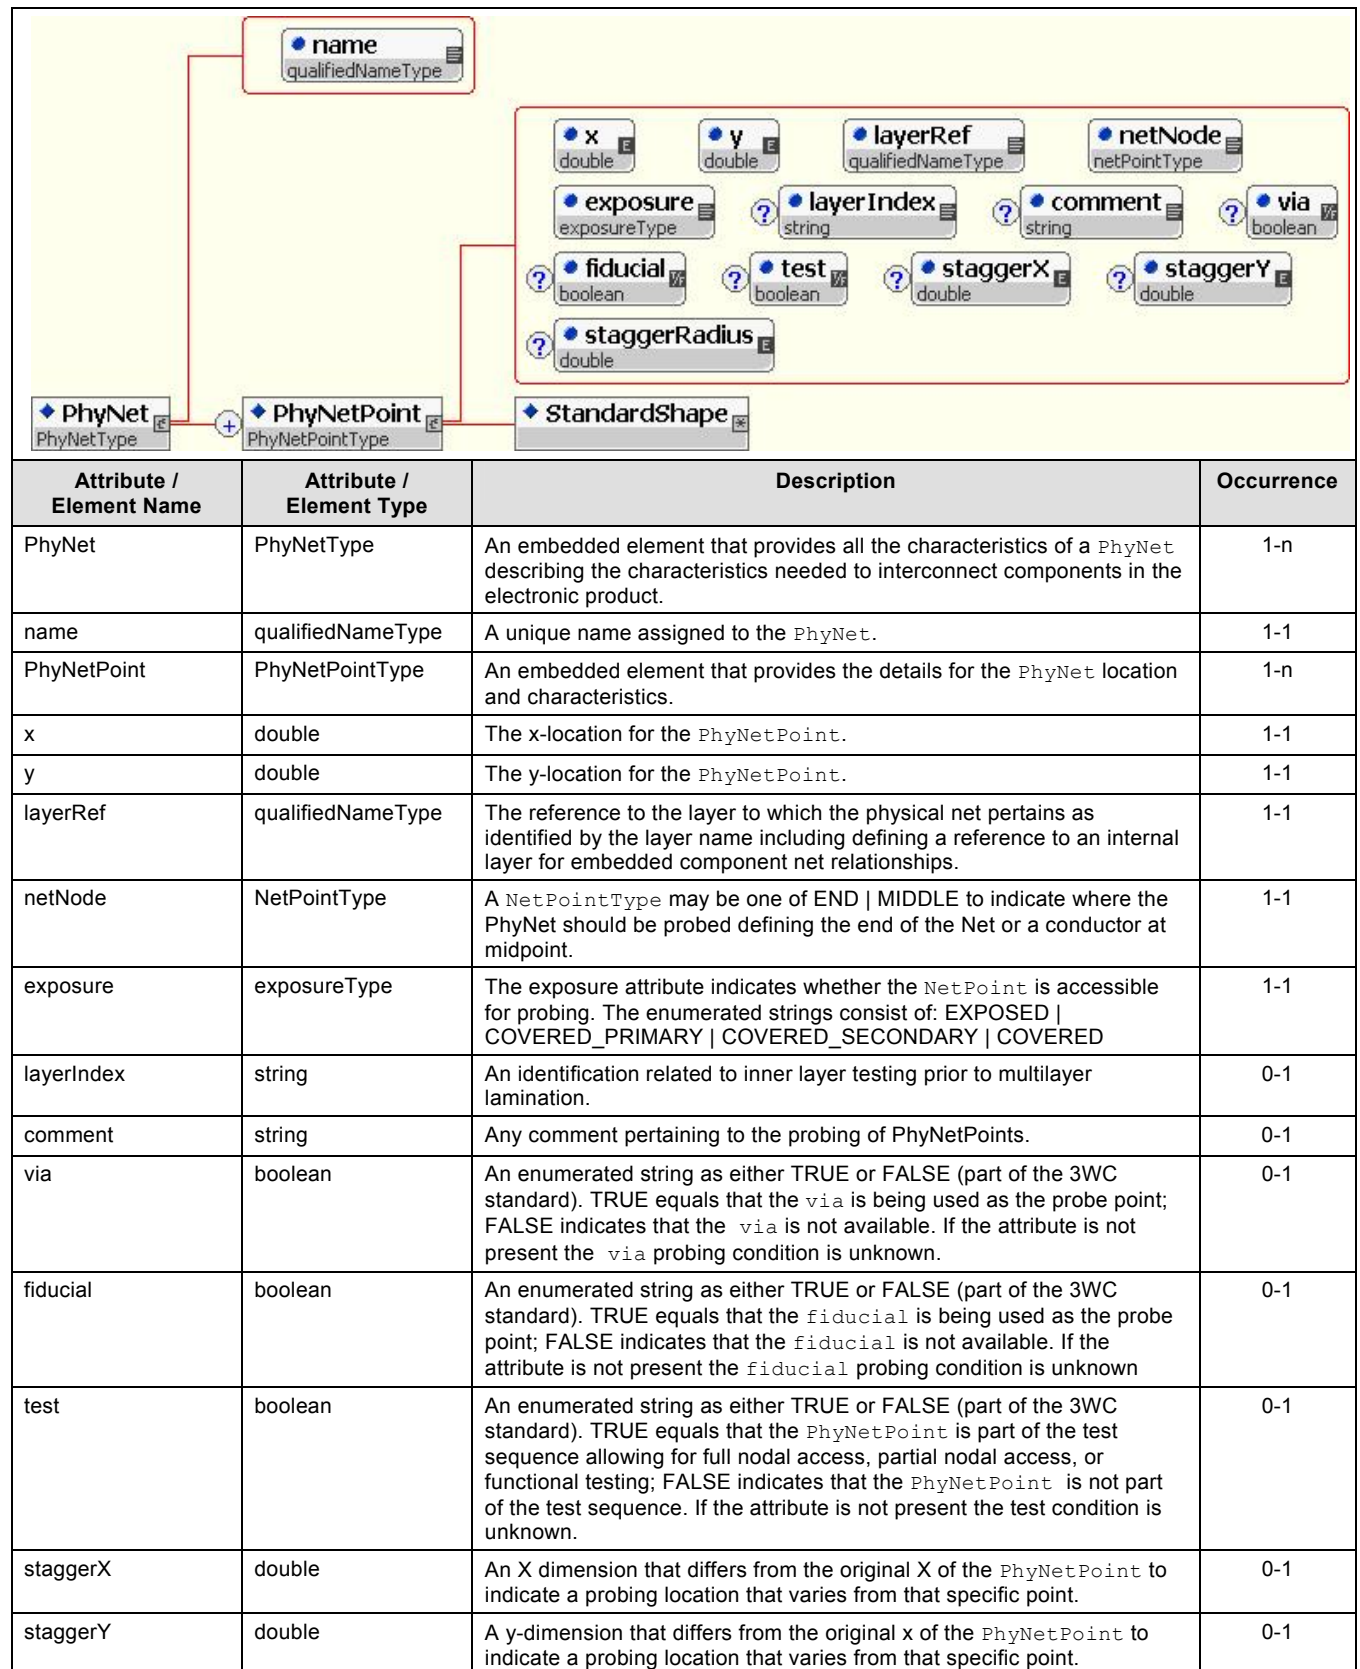 name
qualifiedNameType
x
double
y
double
layerRef
qualifiedNameType
netNode
netPointType
exposure
exposureType
? layerIndex
string
? comment
string
? via
boolean
? fiducial
boolean
? test
boolean
? staggerX
double
? staggerY
double
? staggerRadius
double
PhyNet
PhyNetType
+ PhyNetPoint
PhyNetPointType
StandardShape
Attribute /
Element Name
Attribute /
Element Type
Description
Occurrence
PhyNet
PhyNetType
An embedded element that provides all the characteristics of a PhyNet
describing the characteristics needed to interconnect components in the
electronic product.
1-n
name
qualifiedNameType
A unique name assigned to the PhyNet.
1-1
PhyNetPoint
PhyNetPointType
An embedded element that provides the details for the PhyNet location
and characteristics.
1-n
x
double
The x-location for the PhyNetPoint.
1-1
y
double
The y-location for the PhyNetPoint.
1-1
layerRef
qualifiedNameType
The reference to the layer to which the physical net pertains as
identified by the layer name including defining a reference to an internal
layer for embedded component net relationships.
1-1
netNode
NetPointType
A NetPointType may be one of END | MIDDLE to indicate where the
PhyNet should be probed defining the end of the Net or a conductor at
midpoint.
1-1
exposure
exposureType
The exposure attribute indicates whether the NetPoint is accessible
for probing. The enumerated strings consist of: EXPOSED |
COVERED_PRIMARY | COVERED_SECONDARY | COVERED
1-1
layerIndex
string
An identification related to inner layer testing prior to multilayer
lamination.
0-1
comment
string
Any comment pertaining to the probing of PhyNetPoints.
0-1
via
boolean
An enumerated string as either TRUE or FALSE (part of the 3WC
standard). TRUE equals that the via is being used as the probe point;
FALSE indicates that the via is not available. If the attribute is not
present the via probing condition is unknown.
0-1
fiducial
boolean
An enumerated string as either TRUE or FALSE (part of the 3WC
standard). TRUE equals that the fiducial is being used as the probe
point; FALSE indicates that the fiducial is not available. If the
attribute is not present the fiducial probing condition is unknown
0-1
test
boolean
An enumerated string as either TRUE or FALSE (part of the 3WC
standard). TRUE equals that the PhyNetPoint is part of the test
sequence allowing for full nodal access, partial nodal access, or
functional testing; FALSE indicates that the PhyNetPoint is not part
of the test sequence. If the attribute is not present the test condition is
unknown.
0-1
staggerX
double
An X dimension that differs from the original X of the PhyNetPoint to
indicate a probing location that varies from that specific point.
0-1
staggerY
double
A y-dimension that differs from the original x of the PhyNetPoint to
indicate a probing location that varies from that specific point.
0-1